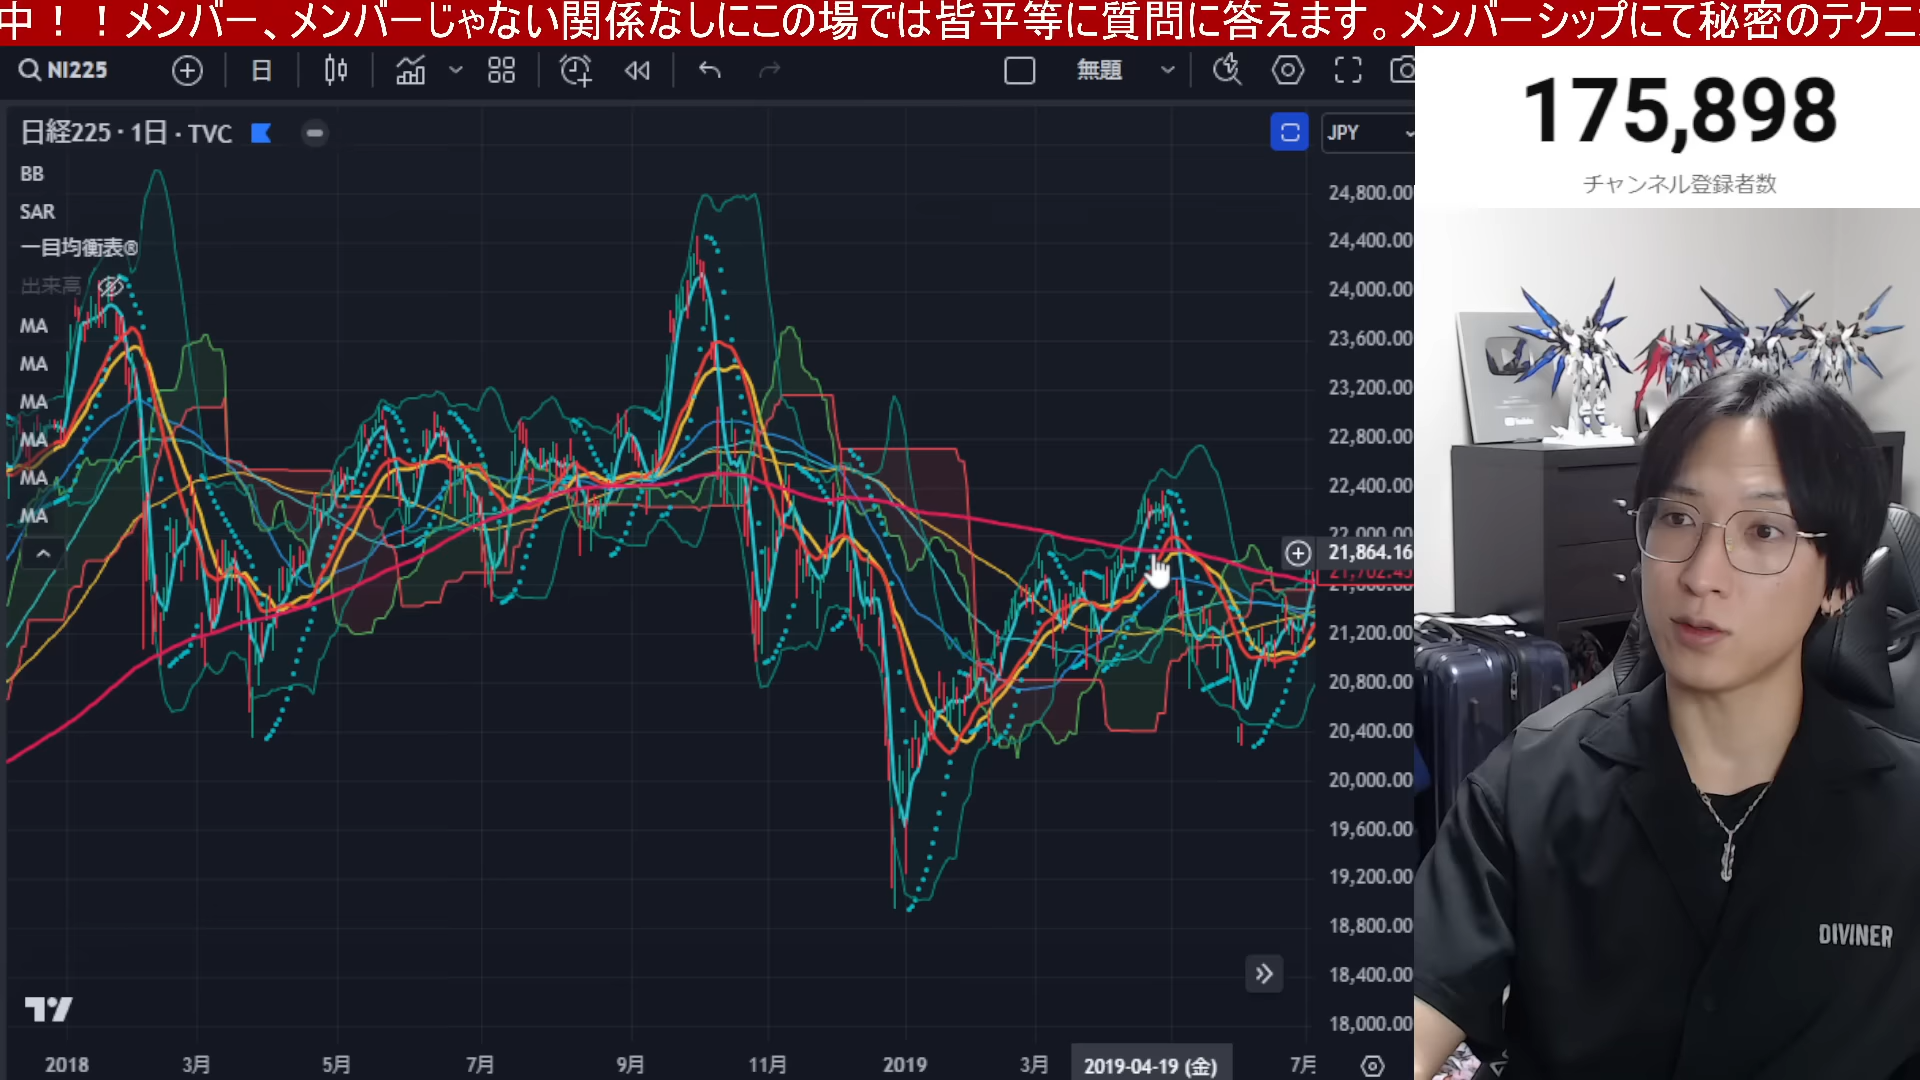 中！！メンバー、メンバーじゃない関係なしにこの場では皆平等に質問に答えます。メンバーシップにて秘密のテクニ
NI225
日
無題
175,898
チャンネル登録者数
日経225 · 1日 · TVC
JPY
BB
SAR
一目均衡表®
出来高
MA
MA
MA
MA
MA
MA
24,800.00
24,400.00
24,000.00
23,600.00
23,200.00
22,800.00
22,400.00
22,000.00
21,864.16
21,200.00
20,800.00
20,400.00
20,000.00
19,600.00
19,200.00
18,800.00
18,400.00
18,000.00
2018
3月
5月
7月
9月
11月
2019
3月
2019-04-19 (金)
7月
DIVINER